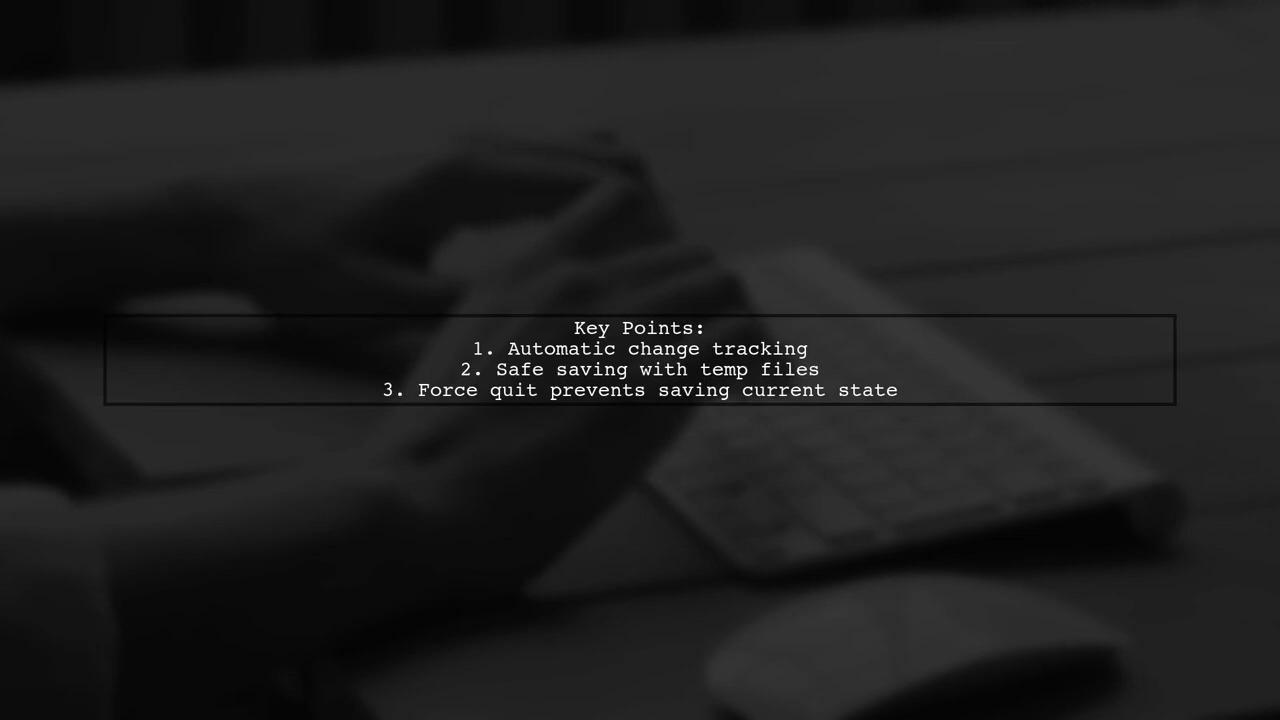 Key Points:
1. Automatic change tracking
2. Safe saving with temp files
3. Force quit prevents saving current state